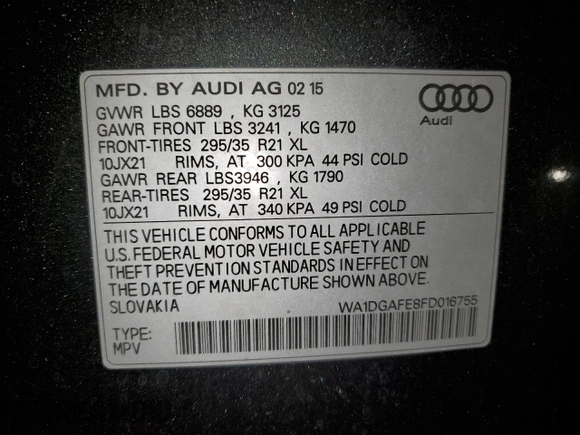 MFD. BY AUDI AG 02 15
GVWR LBS 6889 , KG 3125
GAWR FRONT LBS 3241 , KG 1470
FRONT-TIRES 295/35 R21 XL
10JX21 RIMS, AT 300 KPA 44 PSI COLD
GAWR REAR LBS3946 , KG 1790
REAR-TIRES 295/35 R21 XL
10JX21 RIMS, AT 340 KPA 49 PSI COLD
Audi
THIS VEHICLE CONFORMS TO ALL APPLICABLE
U.S. FEDERAL MOTOR VEHICLE SAFETY AND
THEFT PREVENTION STANDARDS IN EFFECT ON
THE DATE OF MANUFACTURE SHOWN ABOVE.
SLOVAKIA WA1DGAFE8FD016755
TYPE:
MPV